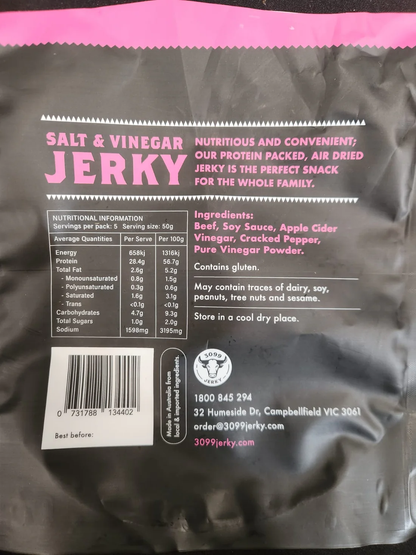 SALT & VINEGAR
JERKY
NUTRITIOUS AND CONVENIENT;
OUR PROTEIN PACKED, AIR DRIED
JERKY IS THE PERFECT SNACK
FOR THE WHOLE FAMILY.
NUTRITIONAL INFORMATION
Servings per pack: 5 Serving size: 50g
Average Quantities Per Serve Per 100g
Energy 658kj 1316kj
Protein 28.4g 56.7g
Total Fat 2.6g 5.2g
- Monounsaturated 0.8g 1.5g
- Polyunsaturated 0.3g 0.6g
- Saturated 1.6g 3.1g
- Trans <0.1g <0.1g
Carbohydrates 4.7g 9.3g
Total Sugars 1.0g 2.0g
Sodium 1598mg 3195mg
Ingredients:
Beef, Soy Sauce, Apple Cider
Vinegar, Cracked Pepper,
Pure Vinegar Powder.
Contains gluten.
May contain traces of dairy, soy,
peanuts, tree nuts and sesame.
Store in a cool dry place.
0 731788 134402
Best before:
Made in Australia from
local & imported ingredients.
3099
JERKY
1800 845 294
32 Humeside Dr, Campbellfield VIC 3061
order@3099jerky.com
3099jerky.com